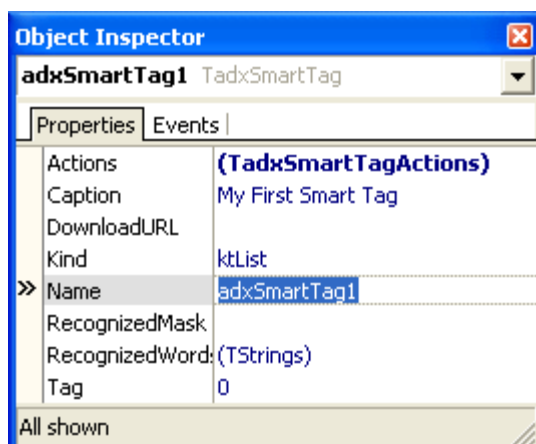 Object Inspector
adxSmartTag1 TadxSmartTag
Properties Events
Actions (TadxSmartTagActions)
Caption My First Smart Tag
DownloadURL
Kind ktList
Name adxSmartTag1
RecognizedMask
RecognizedWord (TStrings)
Tag 0
All shown